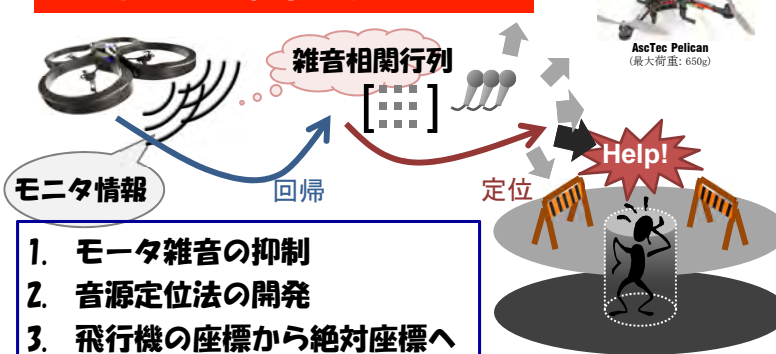 AscTec Pelican
(最大荷重: 650g)
雑音相関行列
Help!
モニタ情報
回帰
定位
1. モータ雑音の抑制
2. 音源定位法の開発
3. 飛行機の座標から絶対座標へ